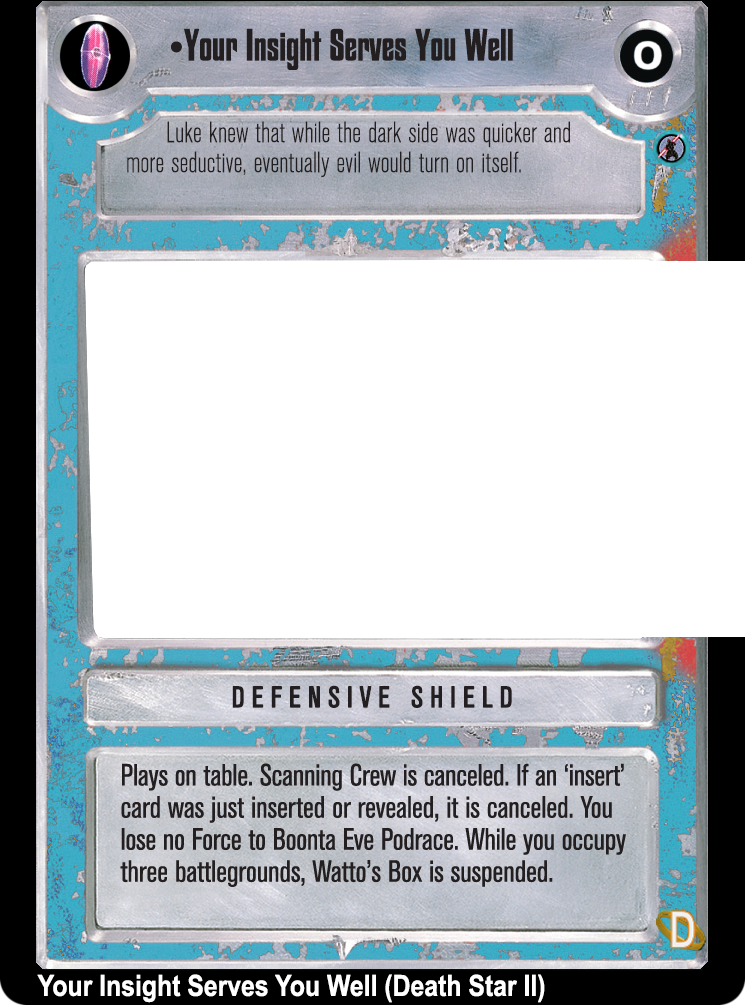 •Your Insight Serves You Well
O
Luke knew that while the dark side was quicker and
more seductive, eventually evil would turn on itself.
DEFENSIVE SHIELD
Plays on table. Scanning Crew is canceled. If an ‘insert’
card was just inserted or revealed, it is canceled. You
lose no Force to Boonta Eve Podrace. While you occupy
three battlegrounds, Watto’s Box is suspended.
D
Your Insight Serves You Well (Death Star II)